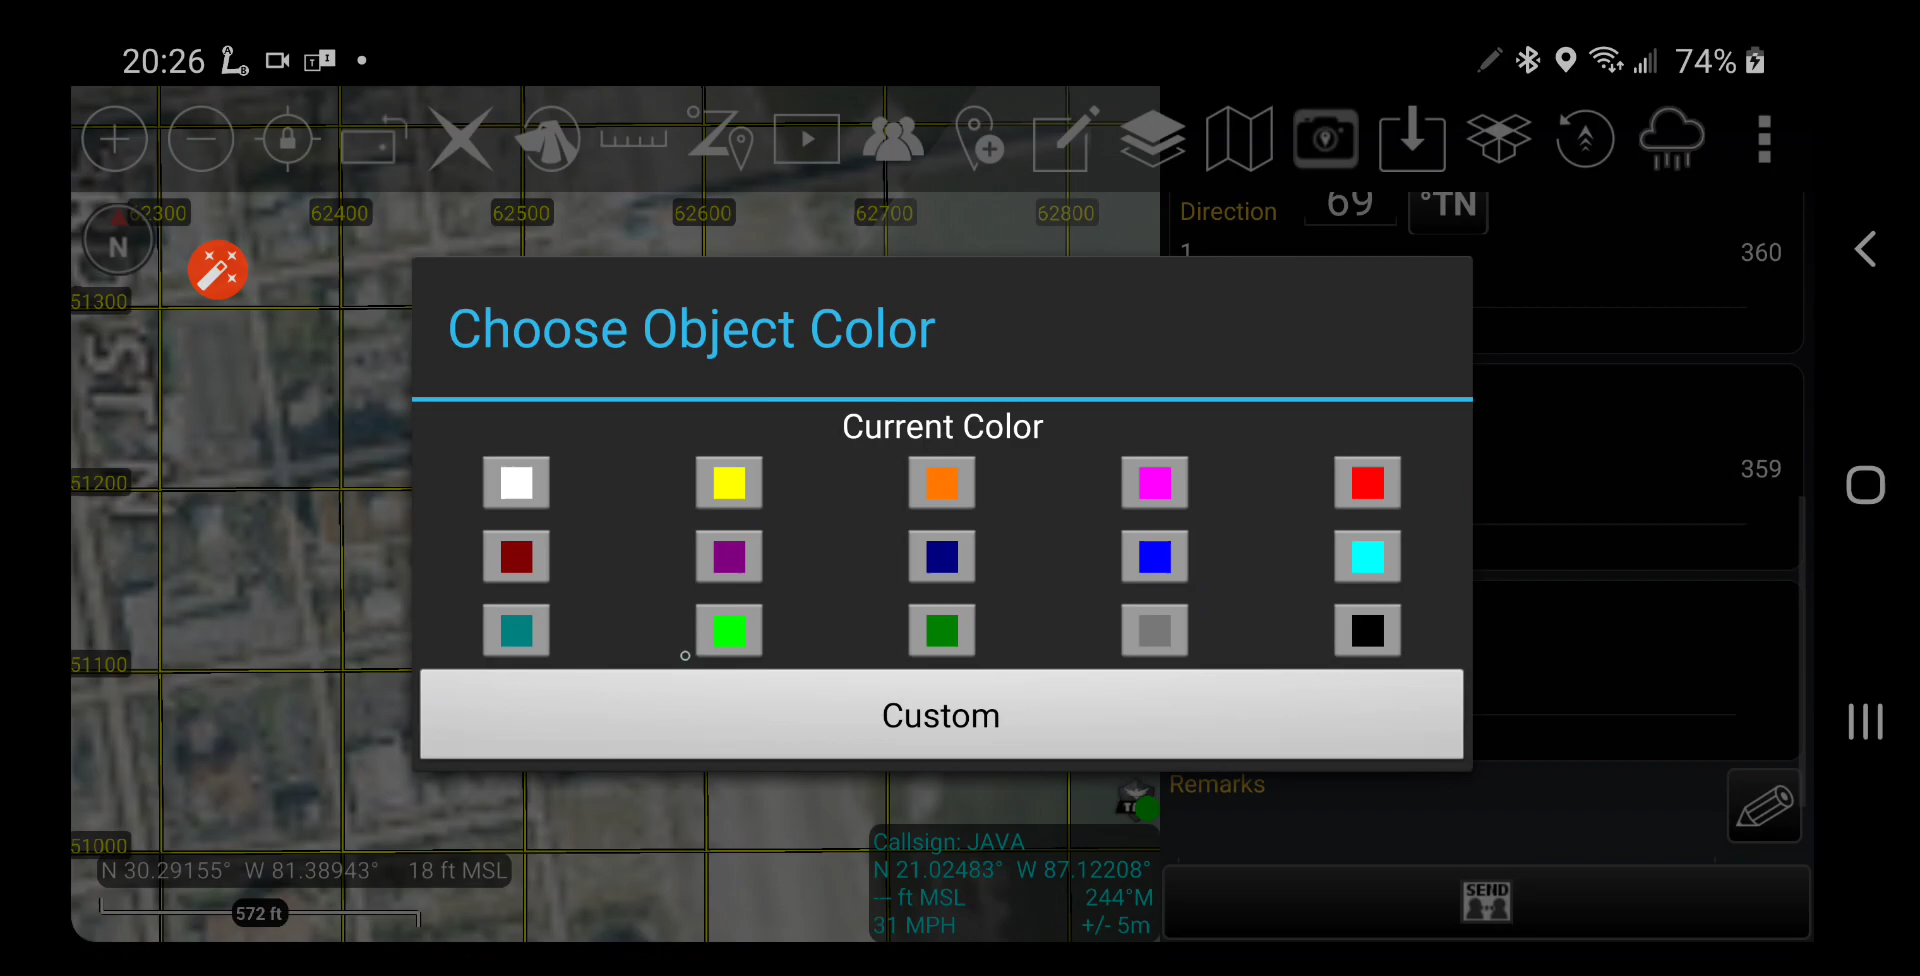 20:26
74%
62300 62400 62500 62600 62700 62800
N
51300
51200
51100
51000
ST N
Direction 69 °TN
1 360
359
Choose Object Color
Current Color
Custom
Remarks
N 30.29155° W 81.38943° 18 ft MSL
572 ft
Callsign: JAVA
N 21.02483° W 87.12208°
--- ft MSL 244°M
31 MPH +/- 5m
SEND